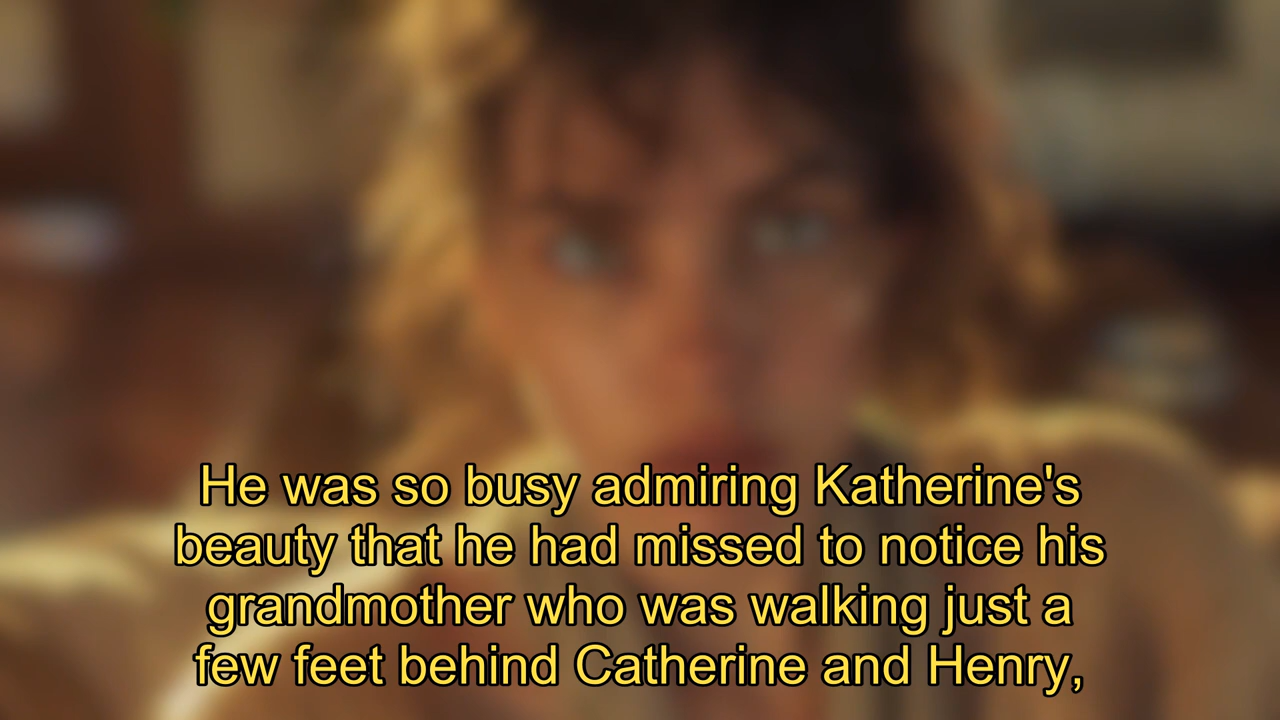 He was so busy admiring Katherine's
beauty that he had missed to notice his
grandmother who was walking just a
few feet behind Catherine and Henry,